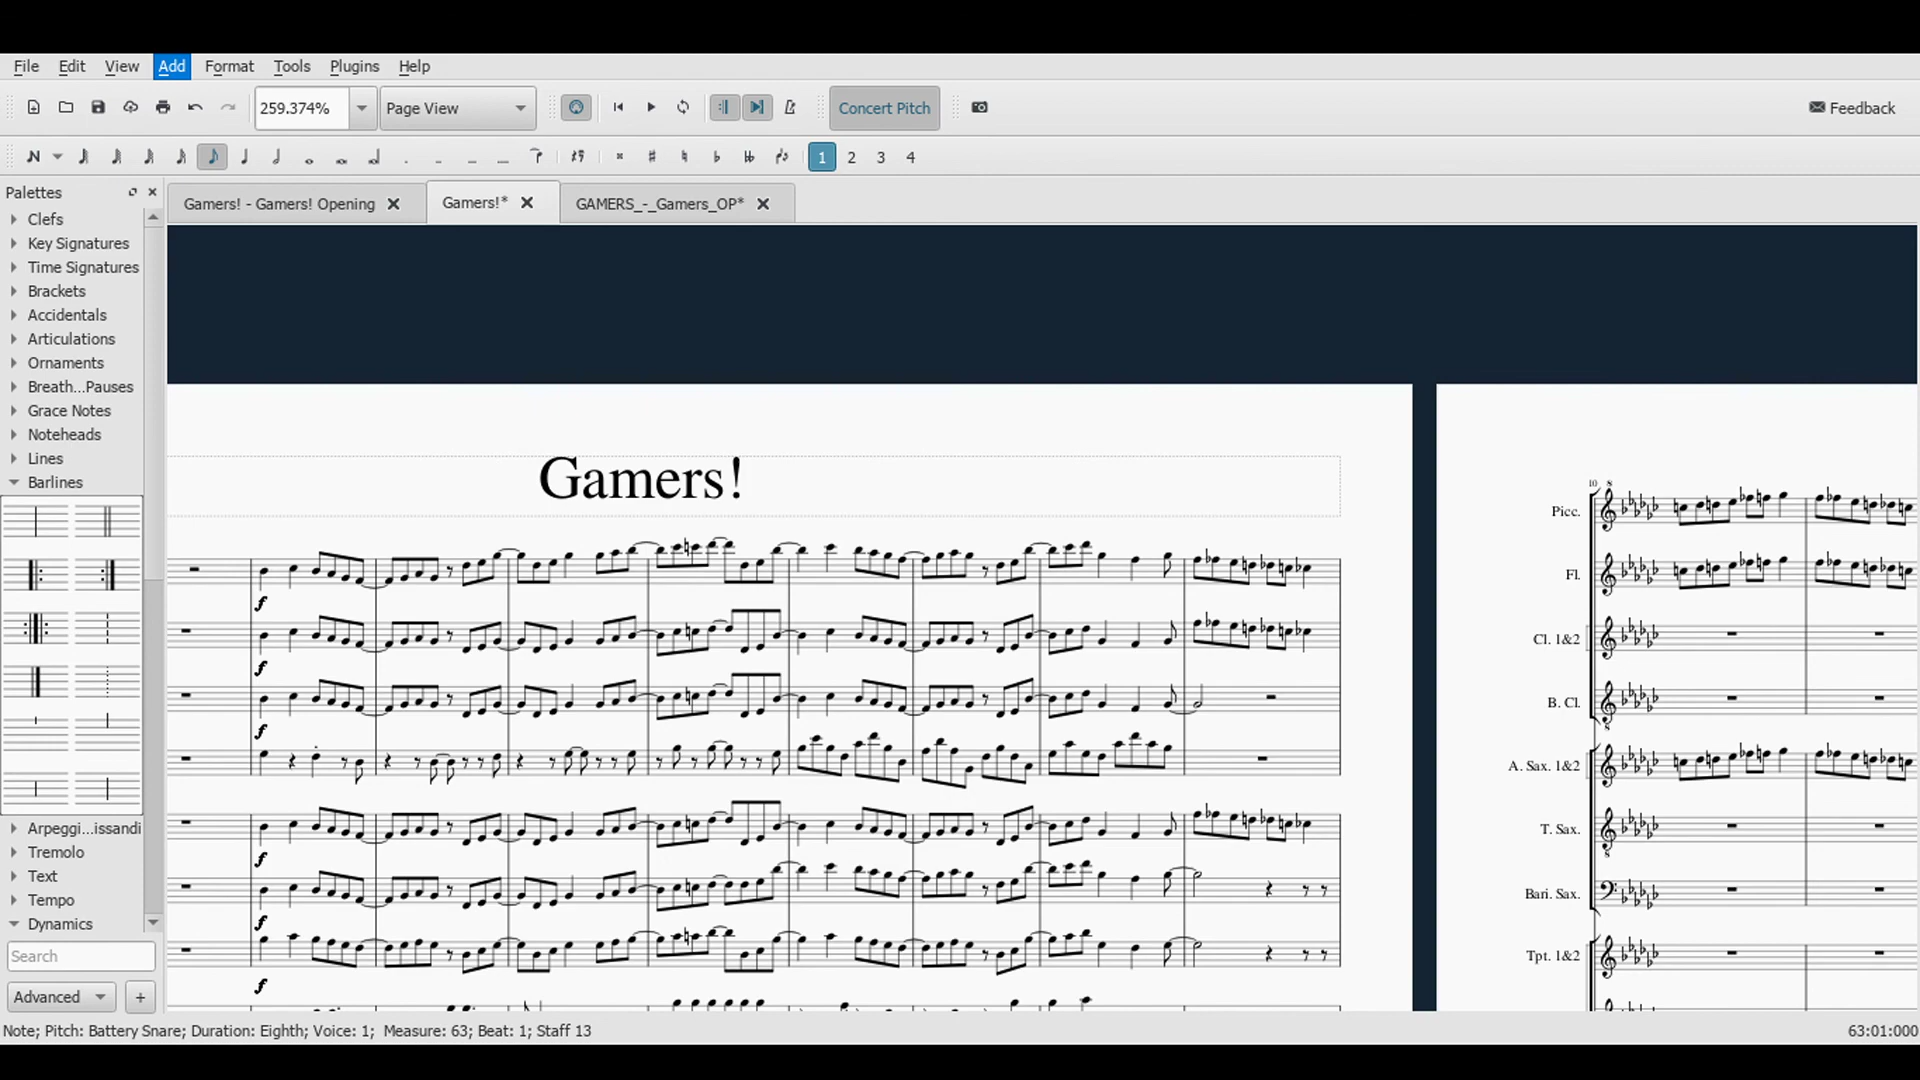 File Edit View Add Format Tools Plugins Help
259.374% Page View Concert Pitch Feedback
1 2 3 4
Palettes
Gamers! - Gamers! Opening Gamers!* GAMERS_-_Gamers_OP*
Clefs
Key Signatures
Time Signatures
Brackets
Accidentals
Articulations
Ornaments
Breath...Pauses
Grace Notes
Noteheads
Lines
Barlines
Arpeggi...issandi
Tremolo
Text
Tempo
Dynamics
Search
Advanced +
Gamers!
f
f
f
f
f
f
10
8
Picc.
Fl.
Cl. 1&2
B. Cl.
A. Sax. 1&2
T. Sax.
Bari. Sax.
Tpt. 1&2
Note; Pitch: Battery Snare; Duration: Eighth; Voice: 1; Measure: 63; Beat: 1; Staff 13 63:01:000